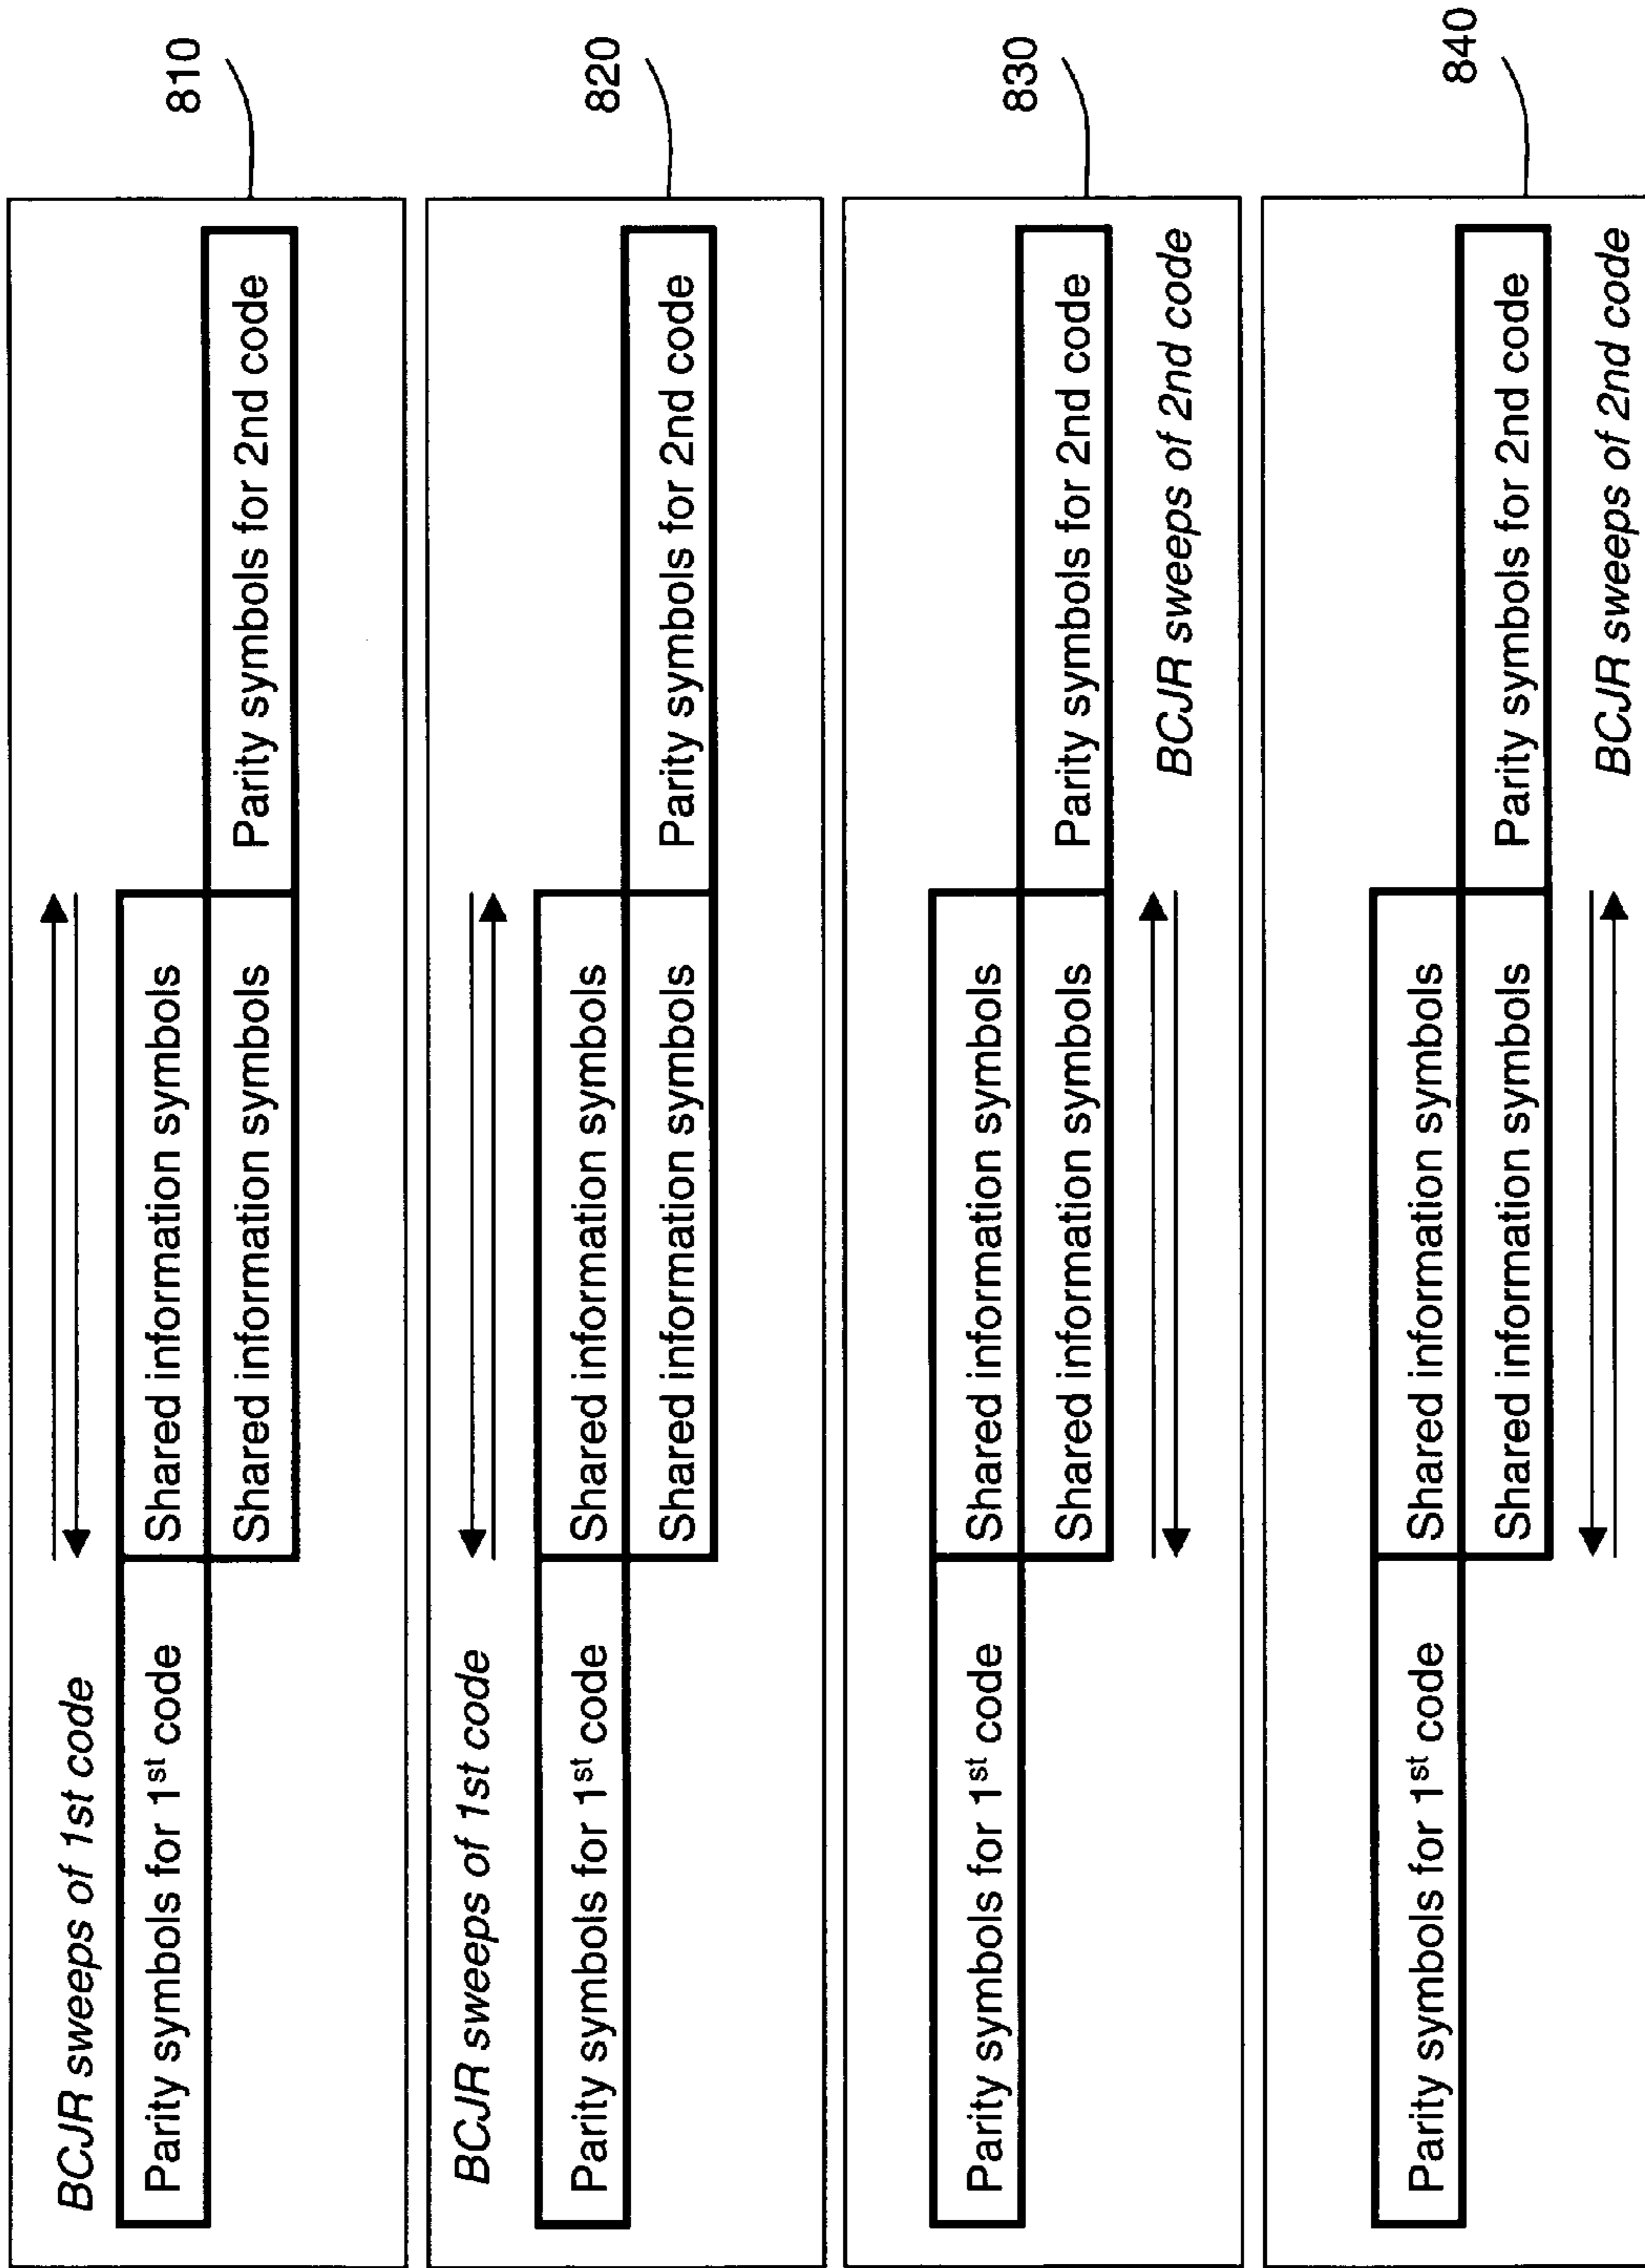 BCJR sweeps of 1st code
Parity symbols for 1st code
Shared information symbols
Shared information symbols
Parity symbols for 2nd code
810
BCJR sweeps of 1st code
Parity symbols for 1st code
Shared information symbols
Shared information symbols
Parity symbols for 2nd code
820
Parity symbols for 1st code
Shared information symbols
Shared information symbols
Parity symbols for 2nd code
BCJR sweeps of 2nd code
830
Parity symbols for 1st code
Shared information symbols
Shared information symbols
Parity symbols for 2nd code
BCJR sweeps of 2nd code
840